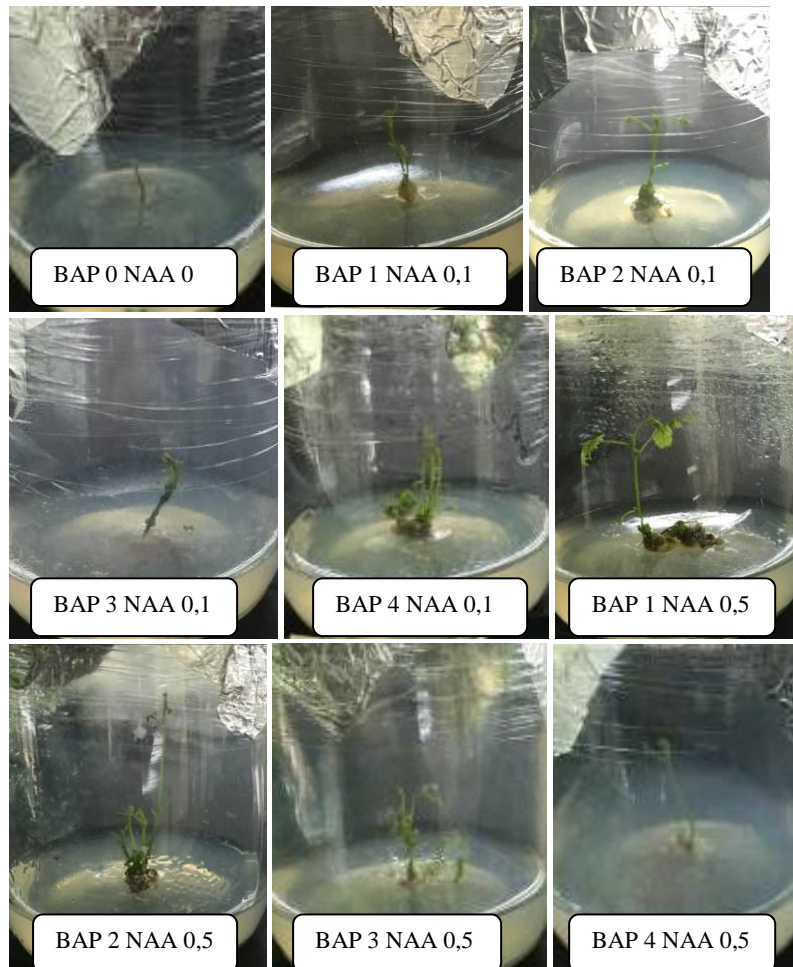 BAP 0 NAA 0
BAP 1 NAA 0,1
BAP 2 NAA 0,1
BAP 3 NAA 0,1
BAP 4 NAA 0,1
BAP 1 NAA 0,5
BAP 2 NAA 0,5
BAP 3 NAA 0,5
BAP 4 NAA 0,5